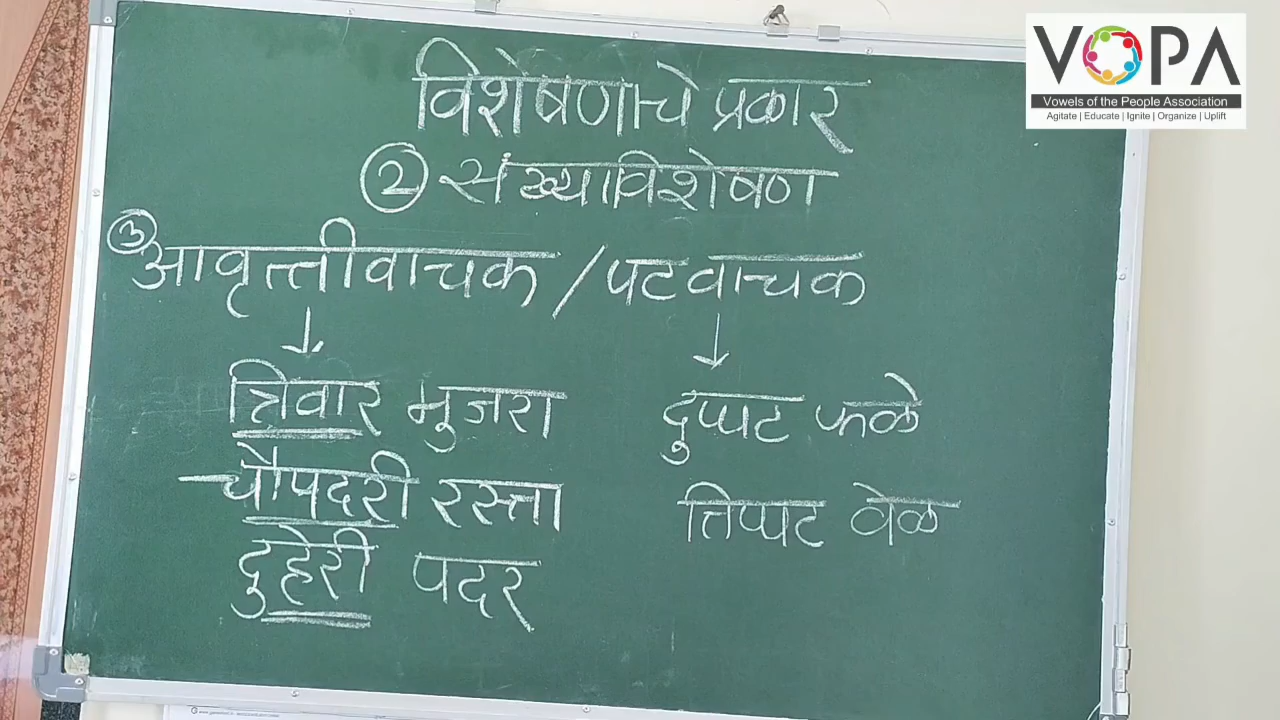 विशेषणाचे प्रकार
② संख्याविशेषण
③ आवृत्तीवाचक / पटवाचक
त्रिवार मुजरा
चौपदरी रस्ता
दुहेरी पदर
दुप्पट फळे
तिप्पट वेळ
VOPA
Vowels of the People Association
Agitate | Educate | Ignite | Organize | Uplift